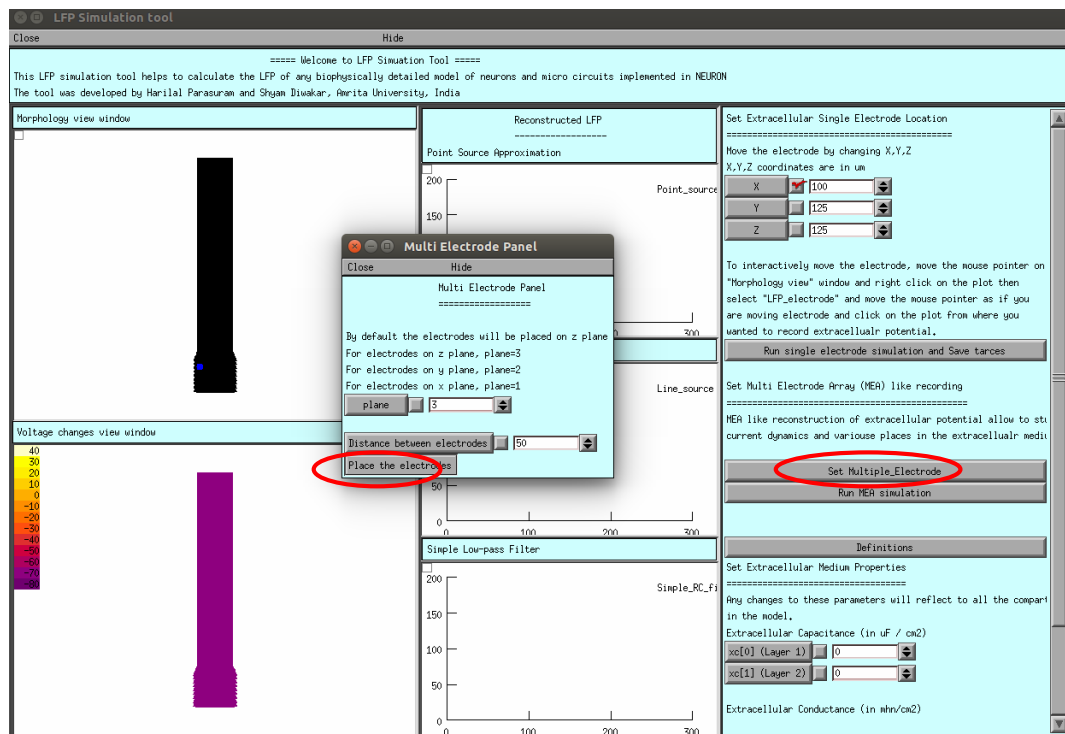 LFP Simulation tool
Close Hide
===== Welcome to LFP Simuation Tool =====
This LFP simulation tool helps to calculate the LFP of any biophysically detailed model of neurons and micro circuits implemented in NEURON
The tool was developed by Harilal Parasuram and Shyam Diwakar, Amrita University, India
Morphology view window
Voltage changes view window
40
30
20
10
0
-10
-20
-30
-40
-50
-60
-70
-80
Reconstructed LFP
------------------
Point Source Approximation
200
150
Point_source
300
Line_source
50
0
0 100 200 300
Simple Low-pass Filter
200
150
100
50
0
Simple_RC_fi
0 100 200 300
Multi Electrode Panel
Close Hide
Multi Electrode Panel
==================
By default the electrodes will be placed on z plane
For electrodes on z plane, plane=3
For electrodes on y plane, plane=2
For electrodes on x plane, plane=1
plane 3
Distance between electrodes 50
Place the electrodes
Set Extracellular Single Electrode Location
============================================
Move the electrode by changing X,Y,Z
X,Y,Z coordinates are in um
X 100
Y 125
Z 125
To interactively move the electrode, move the mouse pointer on
"Morphology view" window and right click on the plot then
select "LFP_electrode" and move the mouse pointer as if you
are moving electrode and click on the plot from where you
wanted to record extracellualr potential.
Run single electrode simulation and Save tarces
Set Multi Electrode Array (MEA) like recording
===============================================
MEA like reconstruction of extracellular potential allow to stu
current dynamics and variouse places in the extracellualr mediu
Set Multiple_Electrode
Run MEA simulation
Definitions
Set Extracellular Medium Properties
===================================
Any changes to these parameters will reflect to all the compart
in the model.
Extracellular Capacitance (in uF / cm2)
xc[0] (Layer 1) 0
xc[1] (Layer 2) 0
Extracellular Conductance (in mhn/cm2)